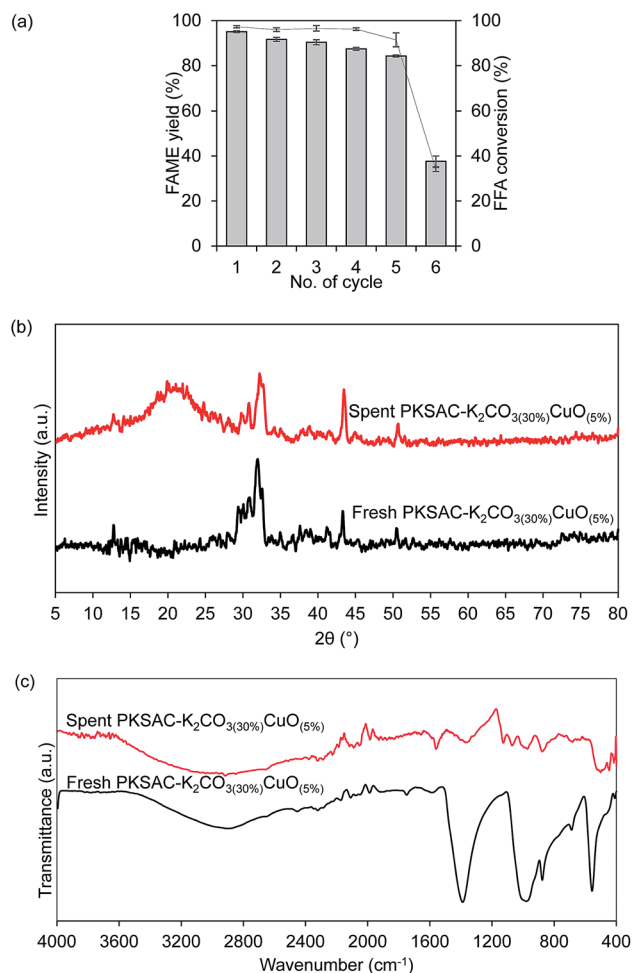 (a)
100
80
60
40
20
0
FAME yield (%)
100
80
60
40
20
0
FFA conversion (%)
1 2 3 4 5 6
No. of cycle
(b)
Intensity (a.u.)
Spent PKSAC-K₂CO₃₍₃₀%₎CuO₍₅%₎
Fresh PKSAC-K₂CO₃₍₃₀%₎CuO₍₅%₎
5 10 15 20 25 30 35 40 45 50 55 60 65 70 75 80
2θ (°)
(c)
Transmittance (a.u.)
Spent PKSAC-K₂CO₃₍₃₀%₎CuO₍₅%₎
Fresh PKSAC-K₂CO₃₍₃₀%₎CuO₍₅%₎
4000 3600 3200 2800 2400 2000 1600 1200 800 400
Wavenumber (cm⁻¹)